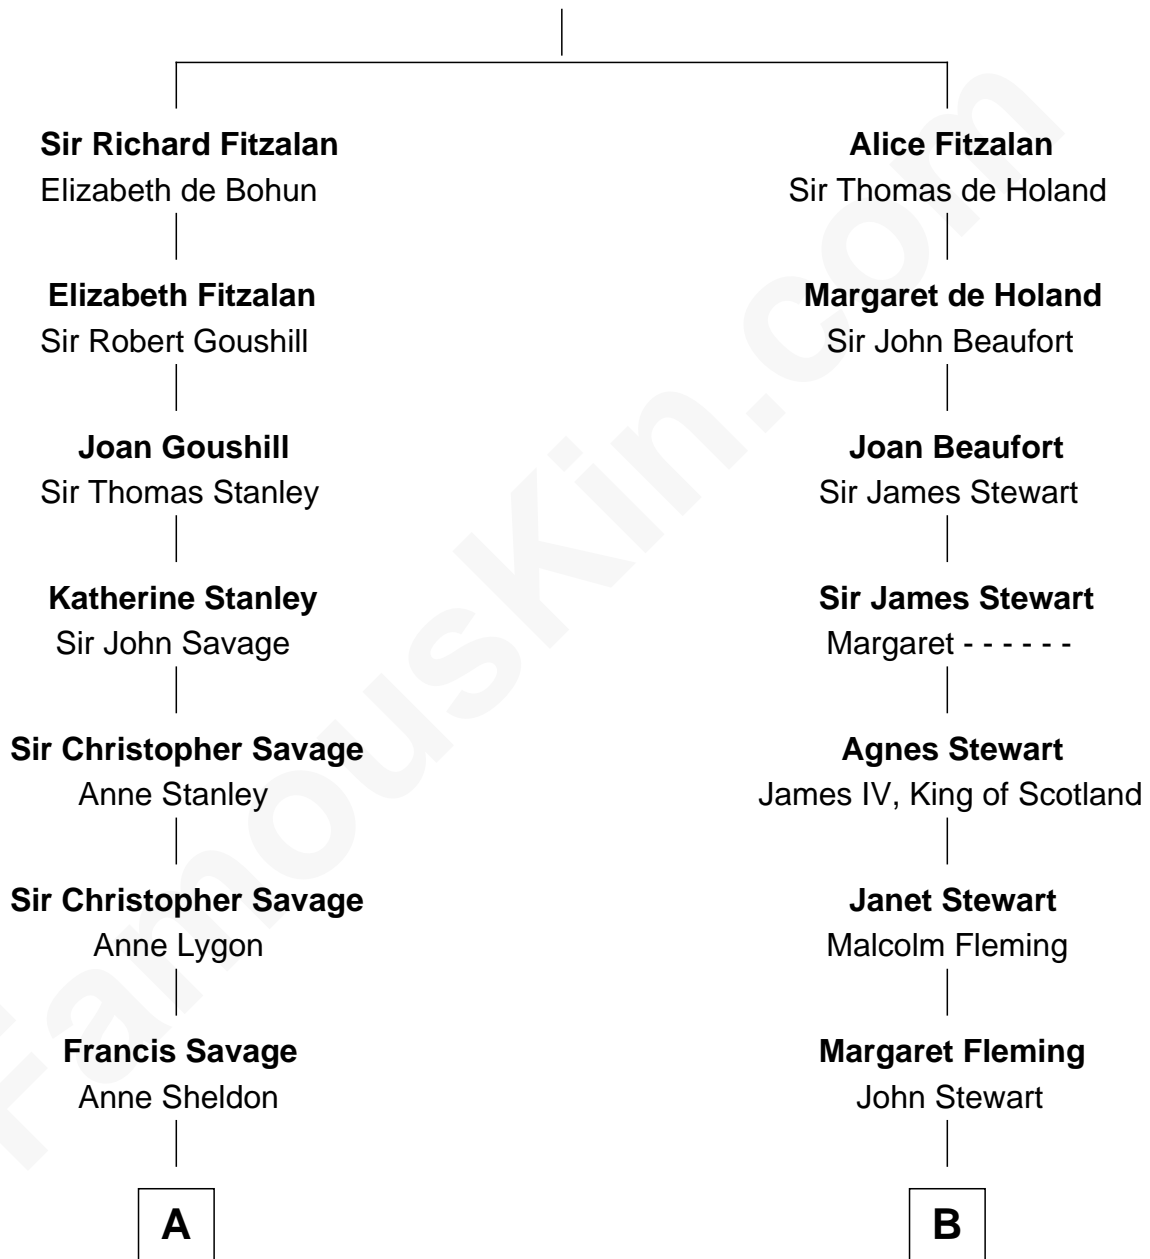 Sir Richard Fitzalan
Elizabeth de Bohun
Elizabeth Fitzalan
Sir Robert Goushill
Joan Goushill
Sir Thomas Stanley
Katherine Stanley
Sir John Savage
Sir Christopher Savage
Anne Stanley
Sir Christopher Savage
Anne Lygon
Francis Savage
Anne Sheldon
A
Alice Fitzalan
Sir Thomas de Holand
Margaret de Holand
Sir John Beaufort
Joan Beaufort
Sir James Stewart
Sir James Stewart
Margaret - - - - - -
Agnes Stewart
James IV, King of Scotland
Janet Stewart
Malcolm Fleming
Margaret Fleming
John Stewart
B
FamousKin.com